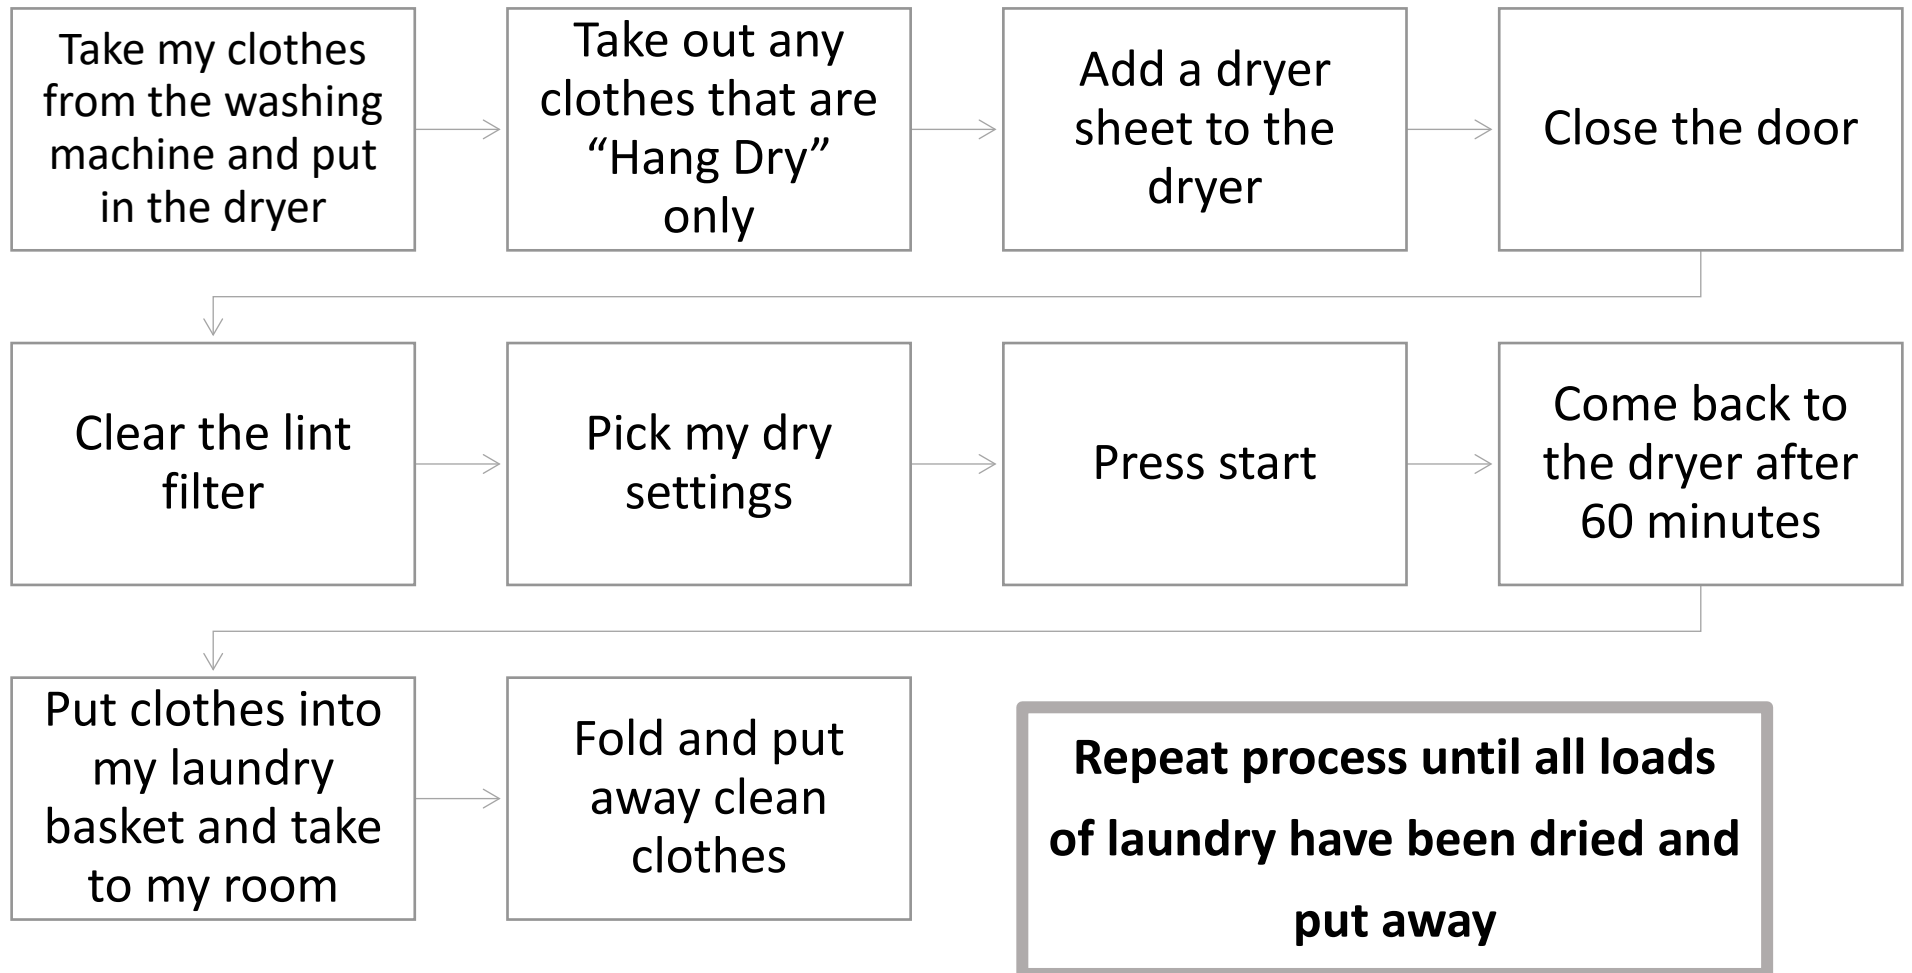 Take my clothes
from the washing
machine and put
in the dryer
Take out any
clothes that are
“Hang Dry”
only
Add a dryer
sheet to the
dryer
Close the door
Clear the lint
filter
Pick my dry
settings
Press start
Come back to
the dryer after
60 minutes
Put clothes into
my laundry
basket and take
to my room
Fold and put
away clean
clothes
Repeat process until all loads
of laundry have been dried and
put away